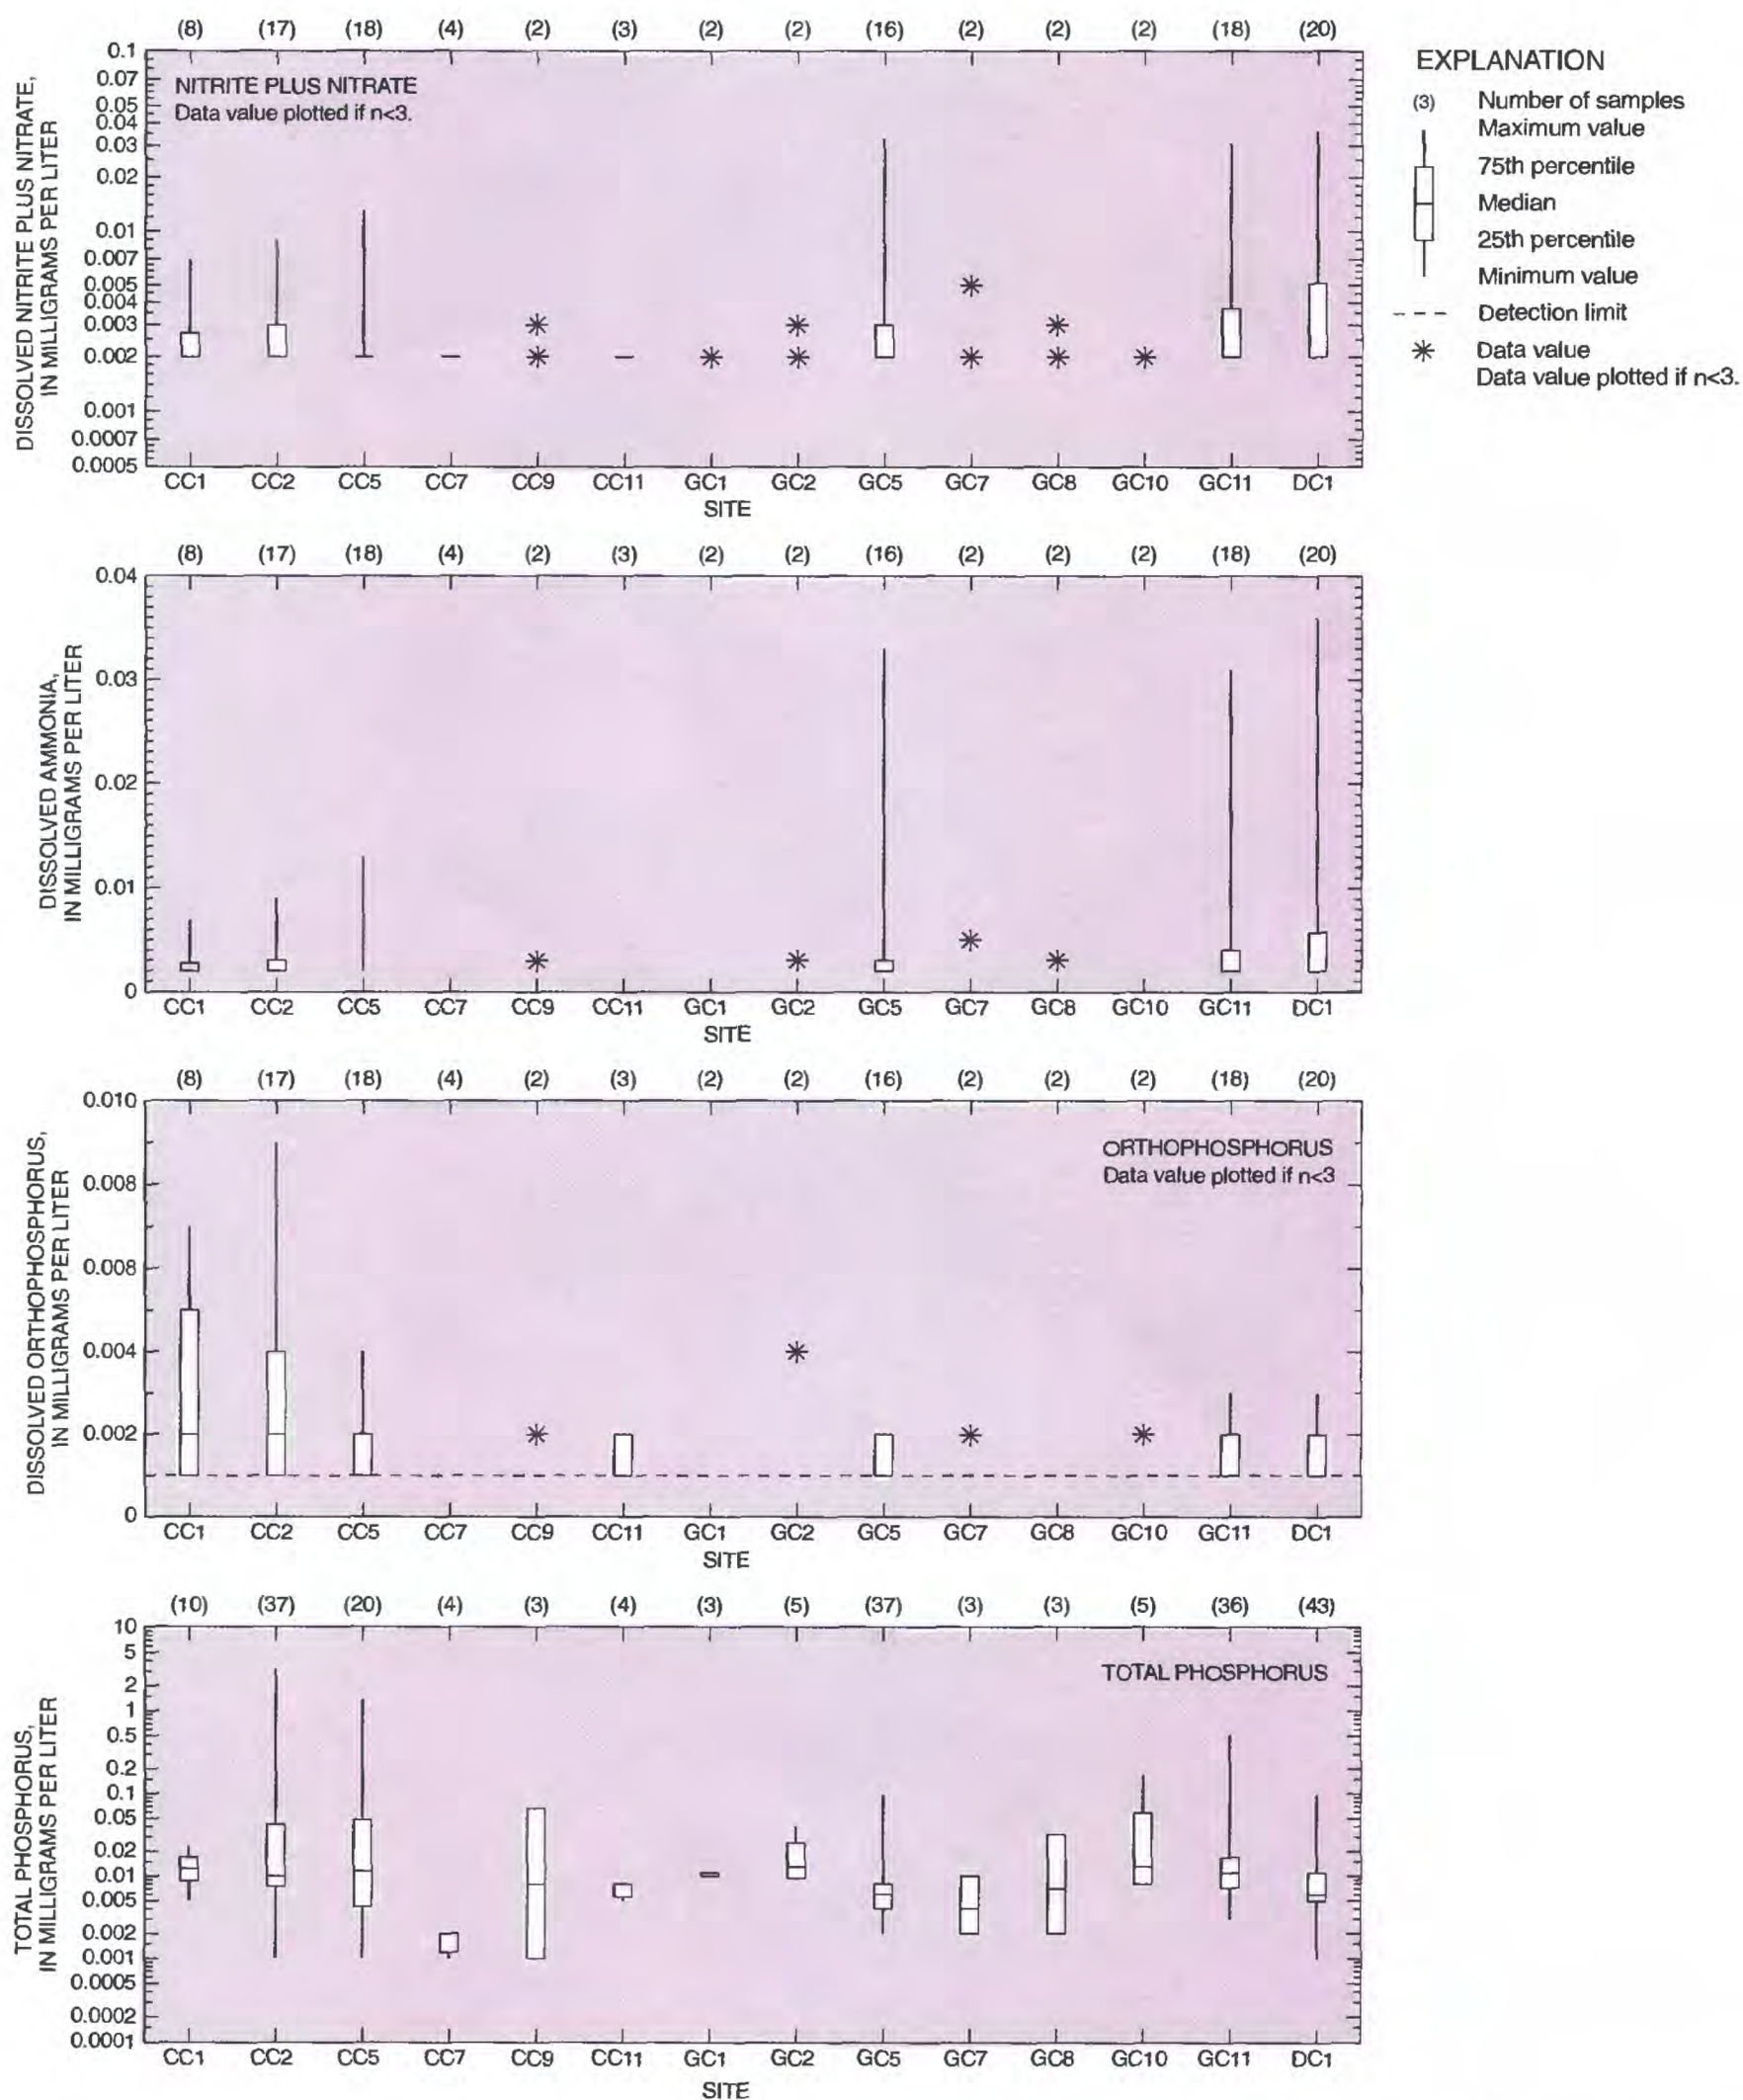 (8) (17) (18) (4) (2) (3) (2) (2) (16) (2) (2) (2) (18) (20)
DISSOLVED NITRITE PLUS NITRATE,
IN MILLIGRAMS PER LITER
0.1
0.07
0.05
0.04
0.03
0.02
0.01
0.007
0.005
0.004
0.003
0.002
0.001
0.0007
0.0005
NITRITE PLUS NITRATE
Data value plotted if n<3.
CC1 CC2 CC5 CC7 CC9 CC11 GC1 GC2 GC5 GC7 GC8 GC10 GC11 DC1
SITE
EXPLANATION
(3) Number of samples
Maximum value
75th percentile
Median
25th percentile
Minimum value
Detection limit
Data value
Data value plotted if n<3.
(8) (17) (18) (4) (2) (3) (2) (2) (16) (2) (2) (2) (18) (20)
DISSOLVED AMMONIA,
IN MILLIGRAMS PER LITER
0.04
0.03
0.02
0.01
0
CC1 CC2 CC5 CC7 CC9 CC11 GC1 GC2 GC5 GC7 GC8 GC10 GC11 DC1
SITE
(8) (17) (18) (4) (2) (3) (2) (2) (16) (2) (2) (2) (18) (20)
DISSOLVED ORTHOPHOSPHORUS,
IN MILLIGRAMS PER LITER
0.010
0.008
0.008
0.004
0.002
0
ORTHOPHOSPHORUS
Data value plotted if n<3
CC1 CC2 CC5 CC7 CC9 CC11 GC1 GC2 GC5 GC7 GC8 GC10 GC11 DC1
SITE
(10) (37) (20) (4) (3) (4) (3) (5) (37) (3) (3) (5) (36) (43)
TOTAL PHOSPHORUS,
IN MILLIGRAMS PER LITER
10
5
2
1
0.5
0.2
0.1
0.05
0.02
0.01
0.005
0.002
0.001
0.0005
0.0002
0.0001
TOTAL PHOSPHORUS
CC1 CC2 CC5 CC7 CC9 CC11 GC1 GC2 GC5 GC7 GC8 GC10 GC11 DC1
SITE